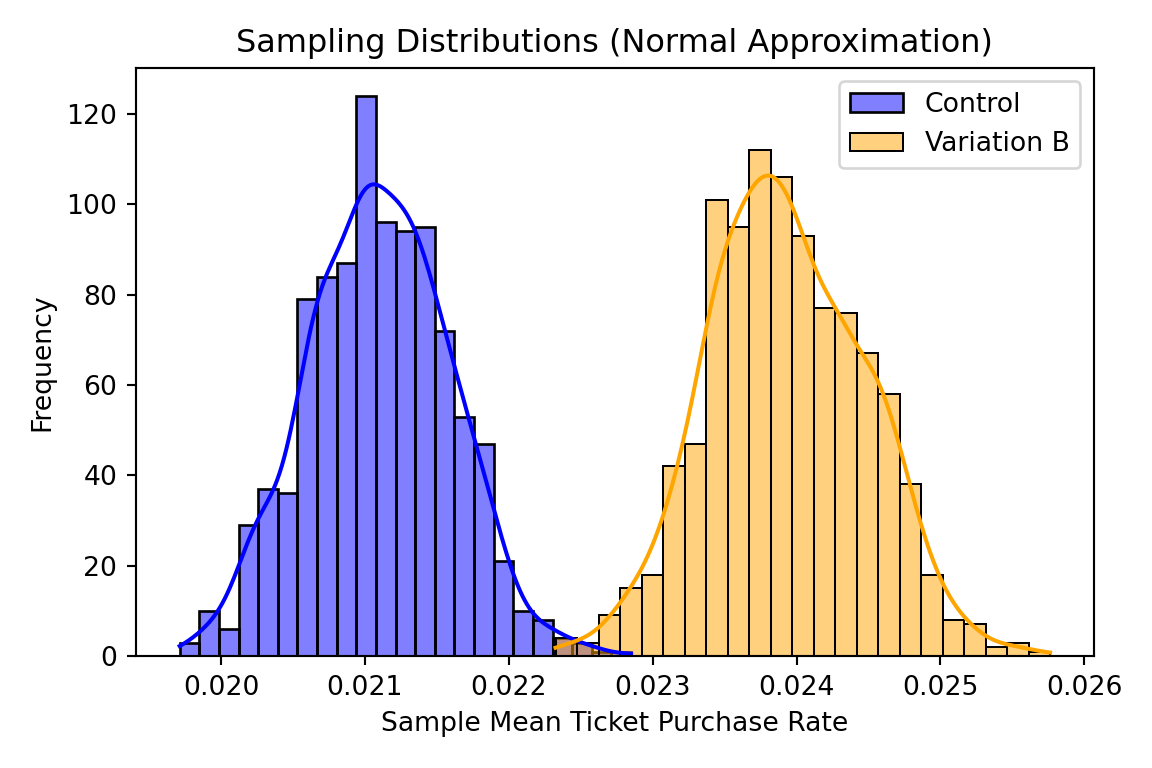 Sampling Distributions (Normal Approximation)
Control
Variation B
120
100
80
60
40
20
0
Frequency
0.020 0.021 0.022 0.023 0.024 0.025 0.026
Sample Mean Ticket Purchase Rate